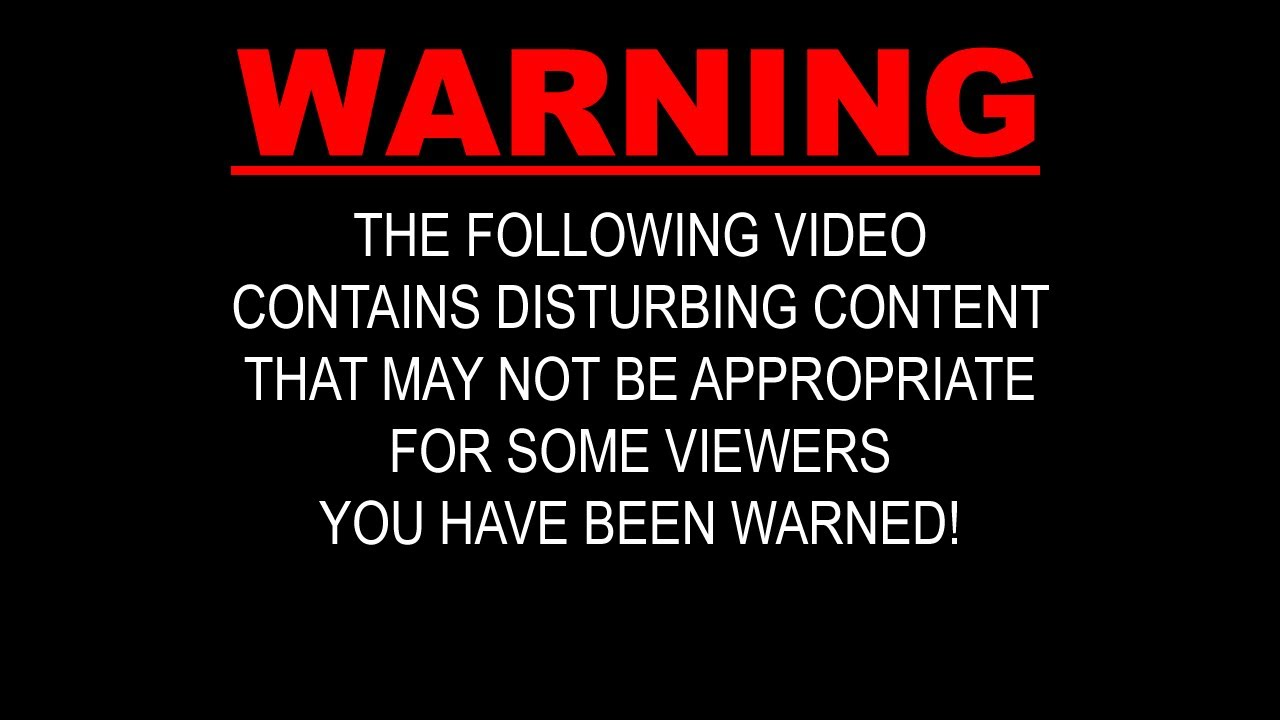 WARNING
THE FOLLOWING VIDEO
CONTAINS DISTURBING CONTENT
THAT MAY NOT BE APPROPRIATE
FOR SOME VIEWERS
YOU HAVE BEEN WARNED!